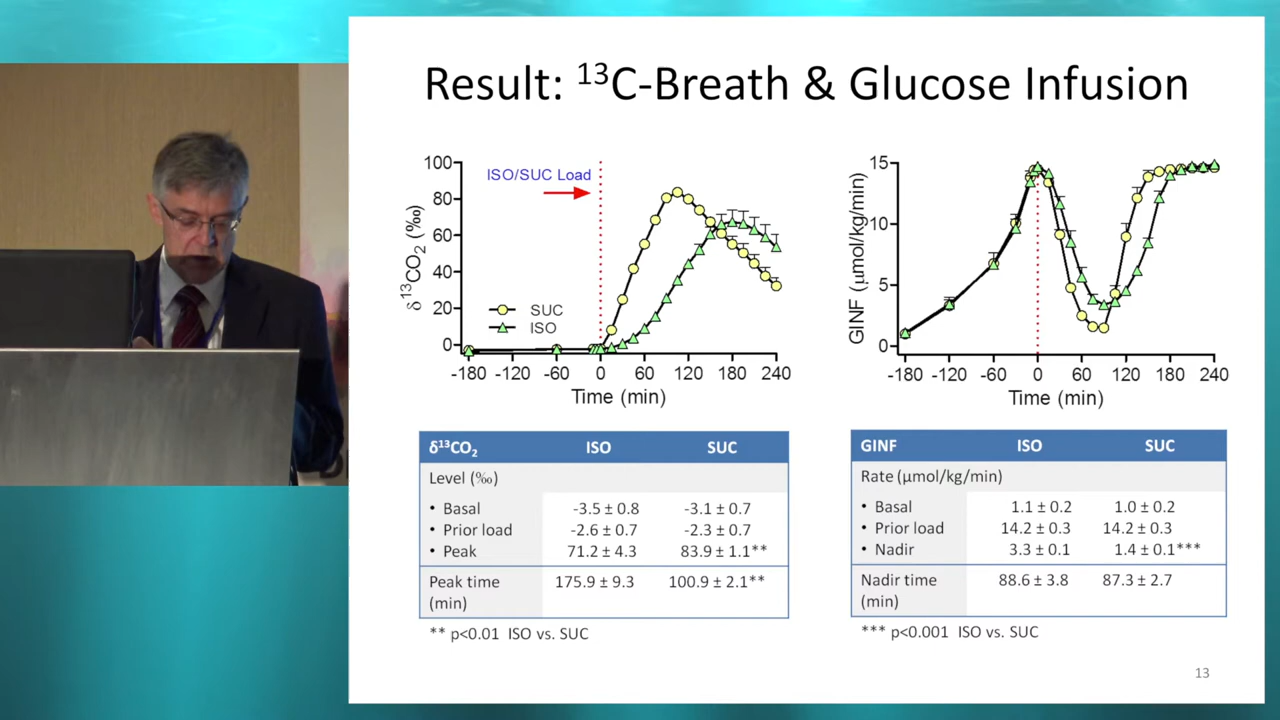 Result: ¹³C-Breath & Glucose Infusion
ISO/SUC Load
δ ¹³CO₂ (‰)
100
80
60
40
20
0
SUC
ISO
-180 -120 -60 0 60 120 180 240
Time (min)
GINF (μmol/kg/min)
15
10
5
0
-180 -120 -60 0 60 120 180 240
Time (min)
δ¹³CO₂ ISO SUC
Level (‰)
• Basal -3.5 ± 0.8 -3.1 ± 0.7
• Prior load -2.6 ± 0.7 -2.3 ± 0.7
• Peak 71.2 ± 4.3 83.9 ± 1.1**
Peak time 175.9 ± 9.3 100.9 ± 2.1**
(min)
** p<0.01 ISO vs. SUC
GINF ISO SUC
Rate (μmol/kg/min)
• Basal 1.1 ± 0.2 1.0 ± 0.2
• Prior load 14.2 ± 0.3 14.2 ± 0.3
• Nadir 3.3 ± 0.1 1.4 ± 0.1***
Nadir time 88.6 ± 3.8 87.3 ± 2.7
(min)
*** p<0.001 ISO vs. SUC
13